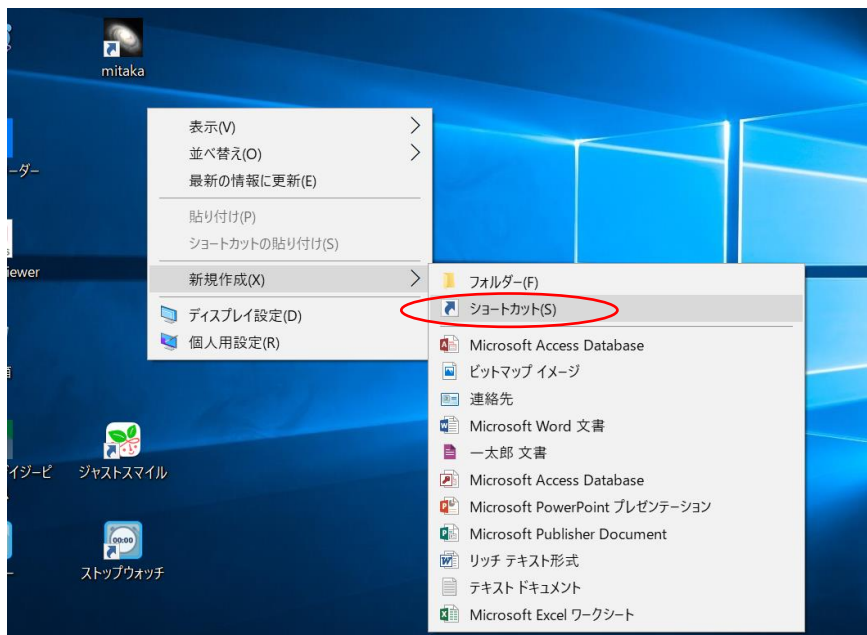 mitaka
ーダー
iewer
表示(V)
並べ替え(O)
最新の情報に更新(E)
貼り付け(P)
ショートカットの貼り付け(S)
新規作成(X)
ディスプレイ設定(D)
個人用設定(R)
フォルダー(F)
ショートカット(S)
Microsoft Access Database
ビットマップ イメージ
連絡先
Microsoft Word 文書
一太郎 文書
Microsoft Access Database
Microsoft PowerPoint プレゼンテーション
Microsoft Publisher Document
リッチ テキスト形式
テキスト ドキュメント
Microsoft Excel ワークシート
イジーピ
ジャストスマイル
00:00
ストップウォッチ